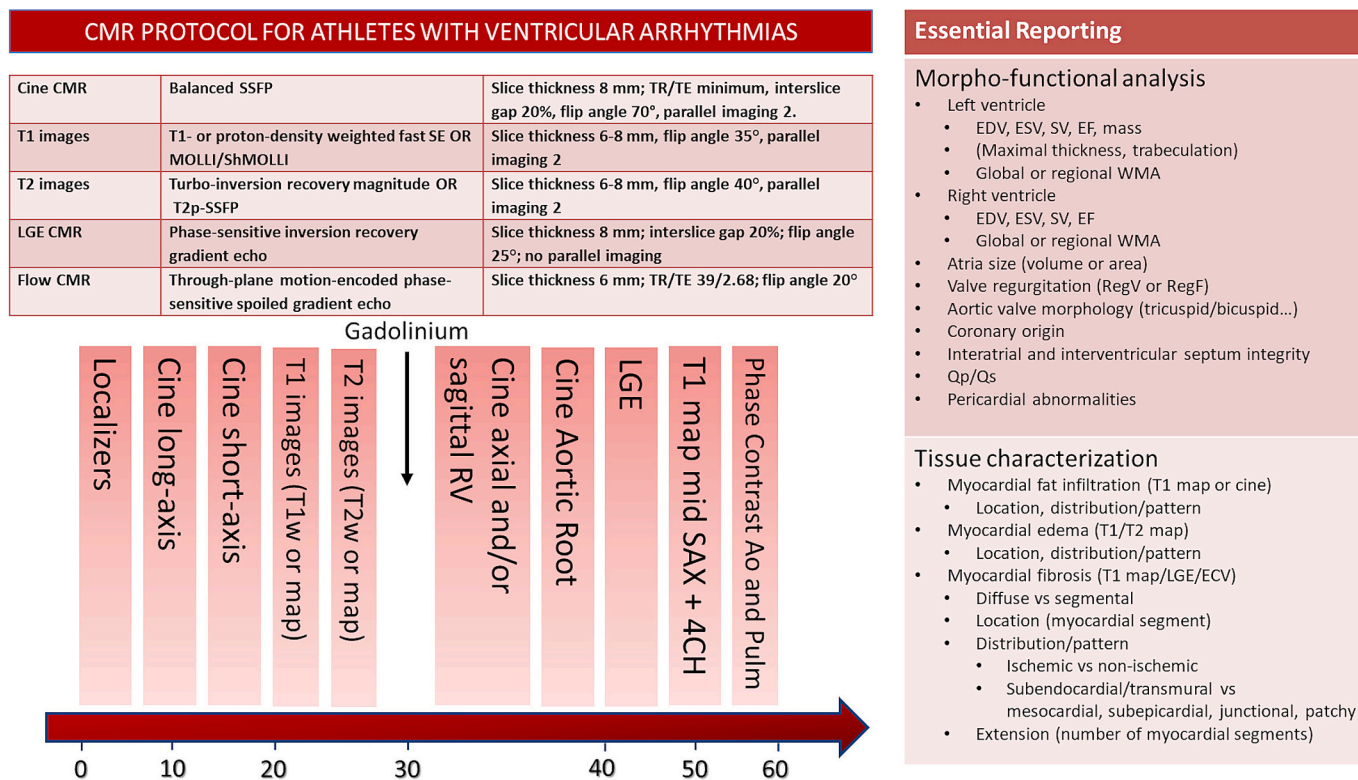 CMR PROTOCOL FOR ATHLETES WITH VENTRICULAR ARRHYTHMIAS
Cine CMR
Balanced SSFP
Slice thickness 8 mm; TR/TE minimum, interslice
gap 20%, flip angle 70°, parallel imaging 2.
T1 images
T1- or proton-density weighted fast SE OR
MOLLI/ShMOLLI
Slice thickness 6-8 mm, flip angle 35°, parallel
imaging 2
T2 images
Turbo-inversion recovery magnitude OR
T2p-SSFP
Slice thickness 6-8 mm, flip angle 40°, parallel
imaging 2
LGE CMR
Phase-sensitive inversion recovery
gradient echo
Slice thickness 8 mm; interslice gap 20%; flip angle
25°; no parallel imaging
Flow CMR
Through-plane motion-encoded phase-
sensitive spoiled gradient echo
Slice thickness 6 mm; TR/TE 39/2.68; flip angle 20°
Gadolinium
Localizers
Cine long-axis
Cine short-axis
T1 images (T1w or map)
T2 images (T2w or map)
Cine axial and/or
sagittal RV
Cine Aortic Root
LGE
T1 map mid SAX + 4CH
Phase Contrast Ao and Pulm
0 10 20 30 40 50 60
Essential Reporting
Morpho-functional analysis
• Left ventricle
• EDV, ESV, SV, EF, mass
• (Maximal thickness, trabeculation)
• Global or regional WMA
• Right ventricle
• EDV, ESV, SV, EF
• Global or regional WMA
• Atria size (volume or area)
• Valve regurgitation (RegV or RegF)
• Aortic valve morphology (tricuspid/bicuspid...)
• Coronary origin
• Interatrial and interventricular septum integrity
• Qp/Qs
• Pericardial abnormalities
Tissue characterization
• Myocardial fat infiltration (T1 map or cine)
• Location, distribution/pattern
• Myocardial edema (T1/T2 map)
• Location, distribution/pattern
• Myocardial fibrosis (T1 map/LGE/ECV)
• Diffuse vs segmental
• Location (myocardial segment)
• Distribution/pattern
• Ischemic vs non-ischemic
• Subendocardial/transmural vs
mesocardial, subepicardial, junctional, patchy
• Extension (number of myocardial segments)